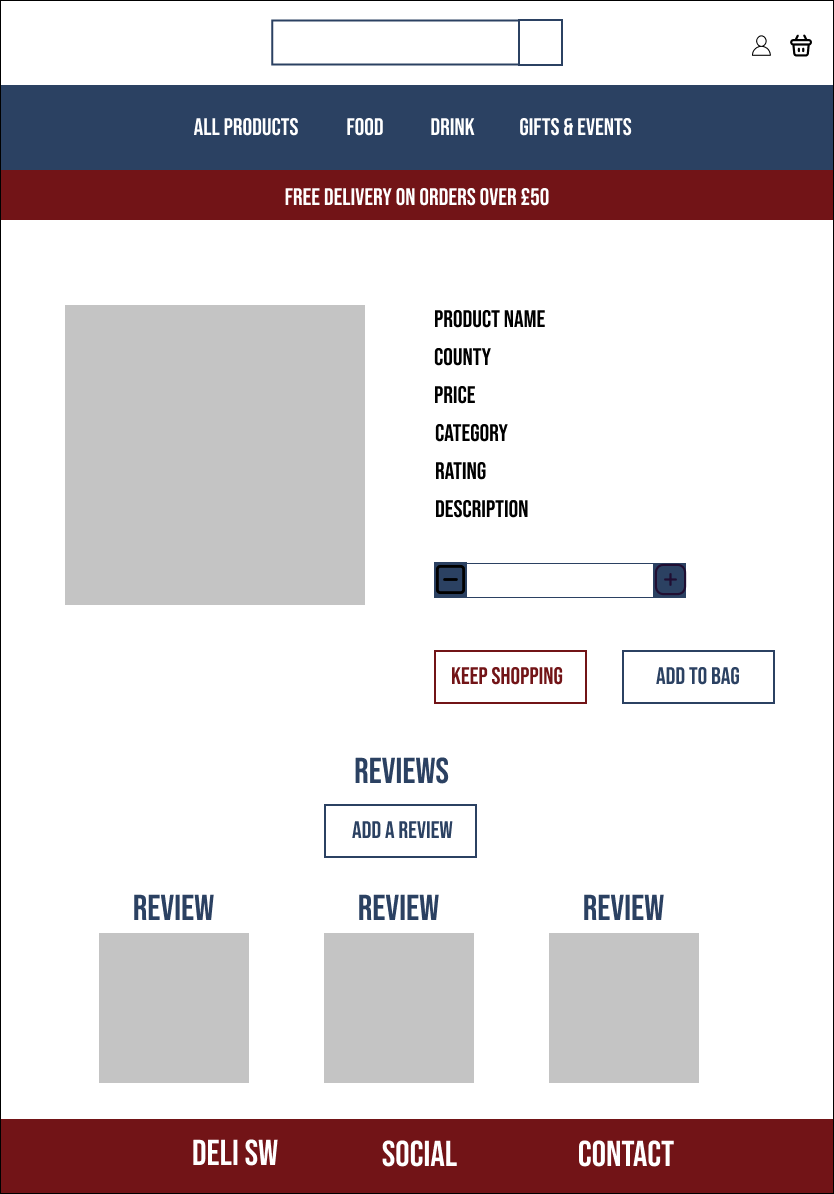 ALL PRODUCTS FOOD DRINK GIFTS & EVENTS
FREE DELIVERY ON ORDERS OVER £50
PRODUCT NAME
COUNTY
PRICE
CATEGORY
RATING
DESCRIPTION
KEEP SHOPPING ADD TO BAG
REVIEWS
ADD A REVIEW
REVIEW REVIEW REVIEW
DELI SW SOCIAL CONTACT